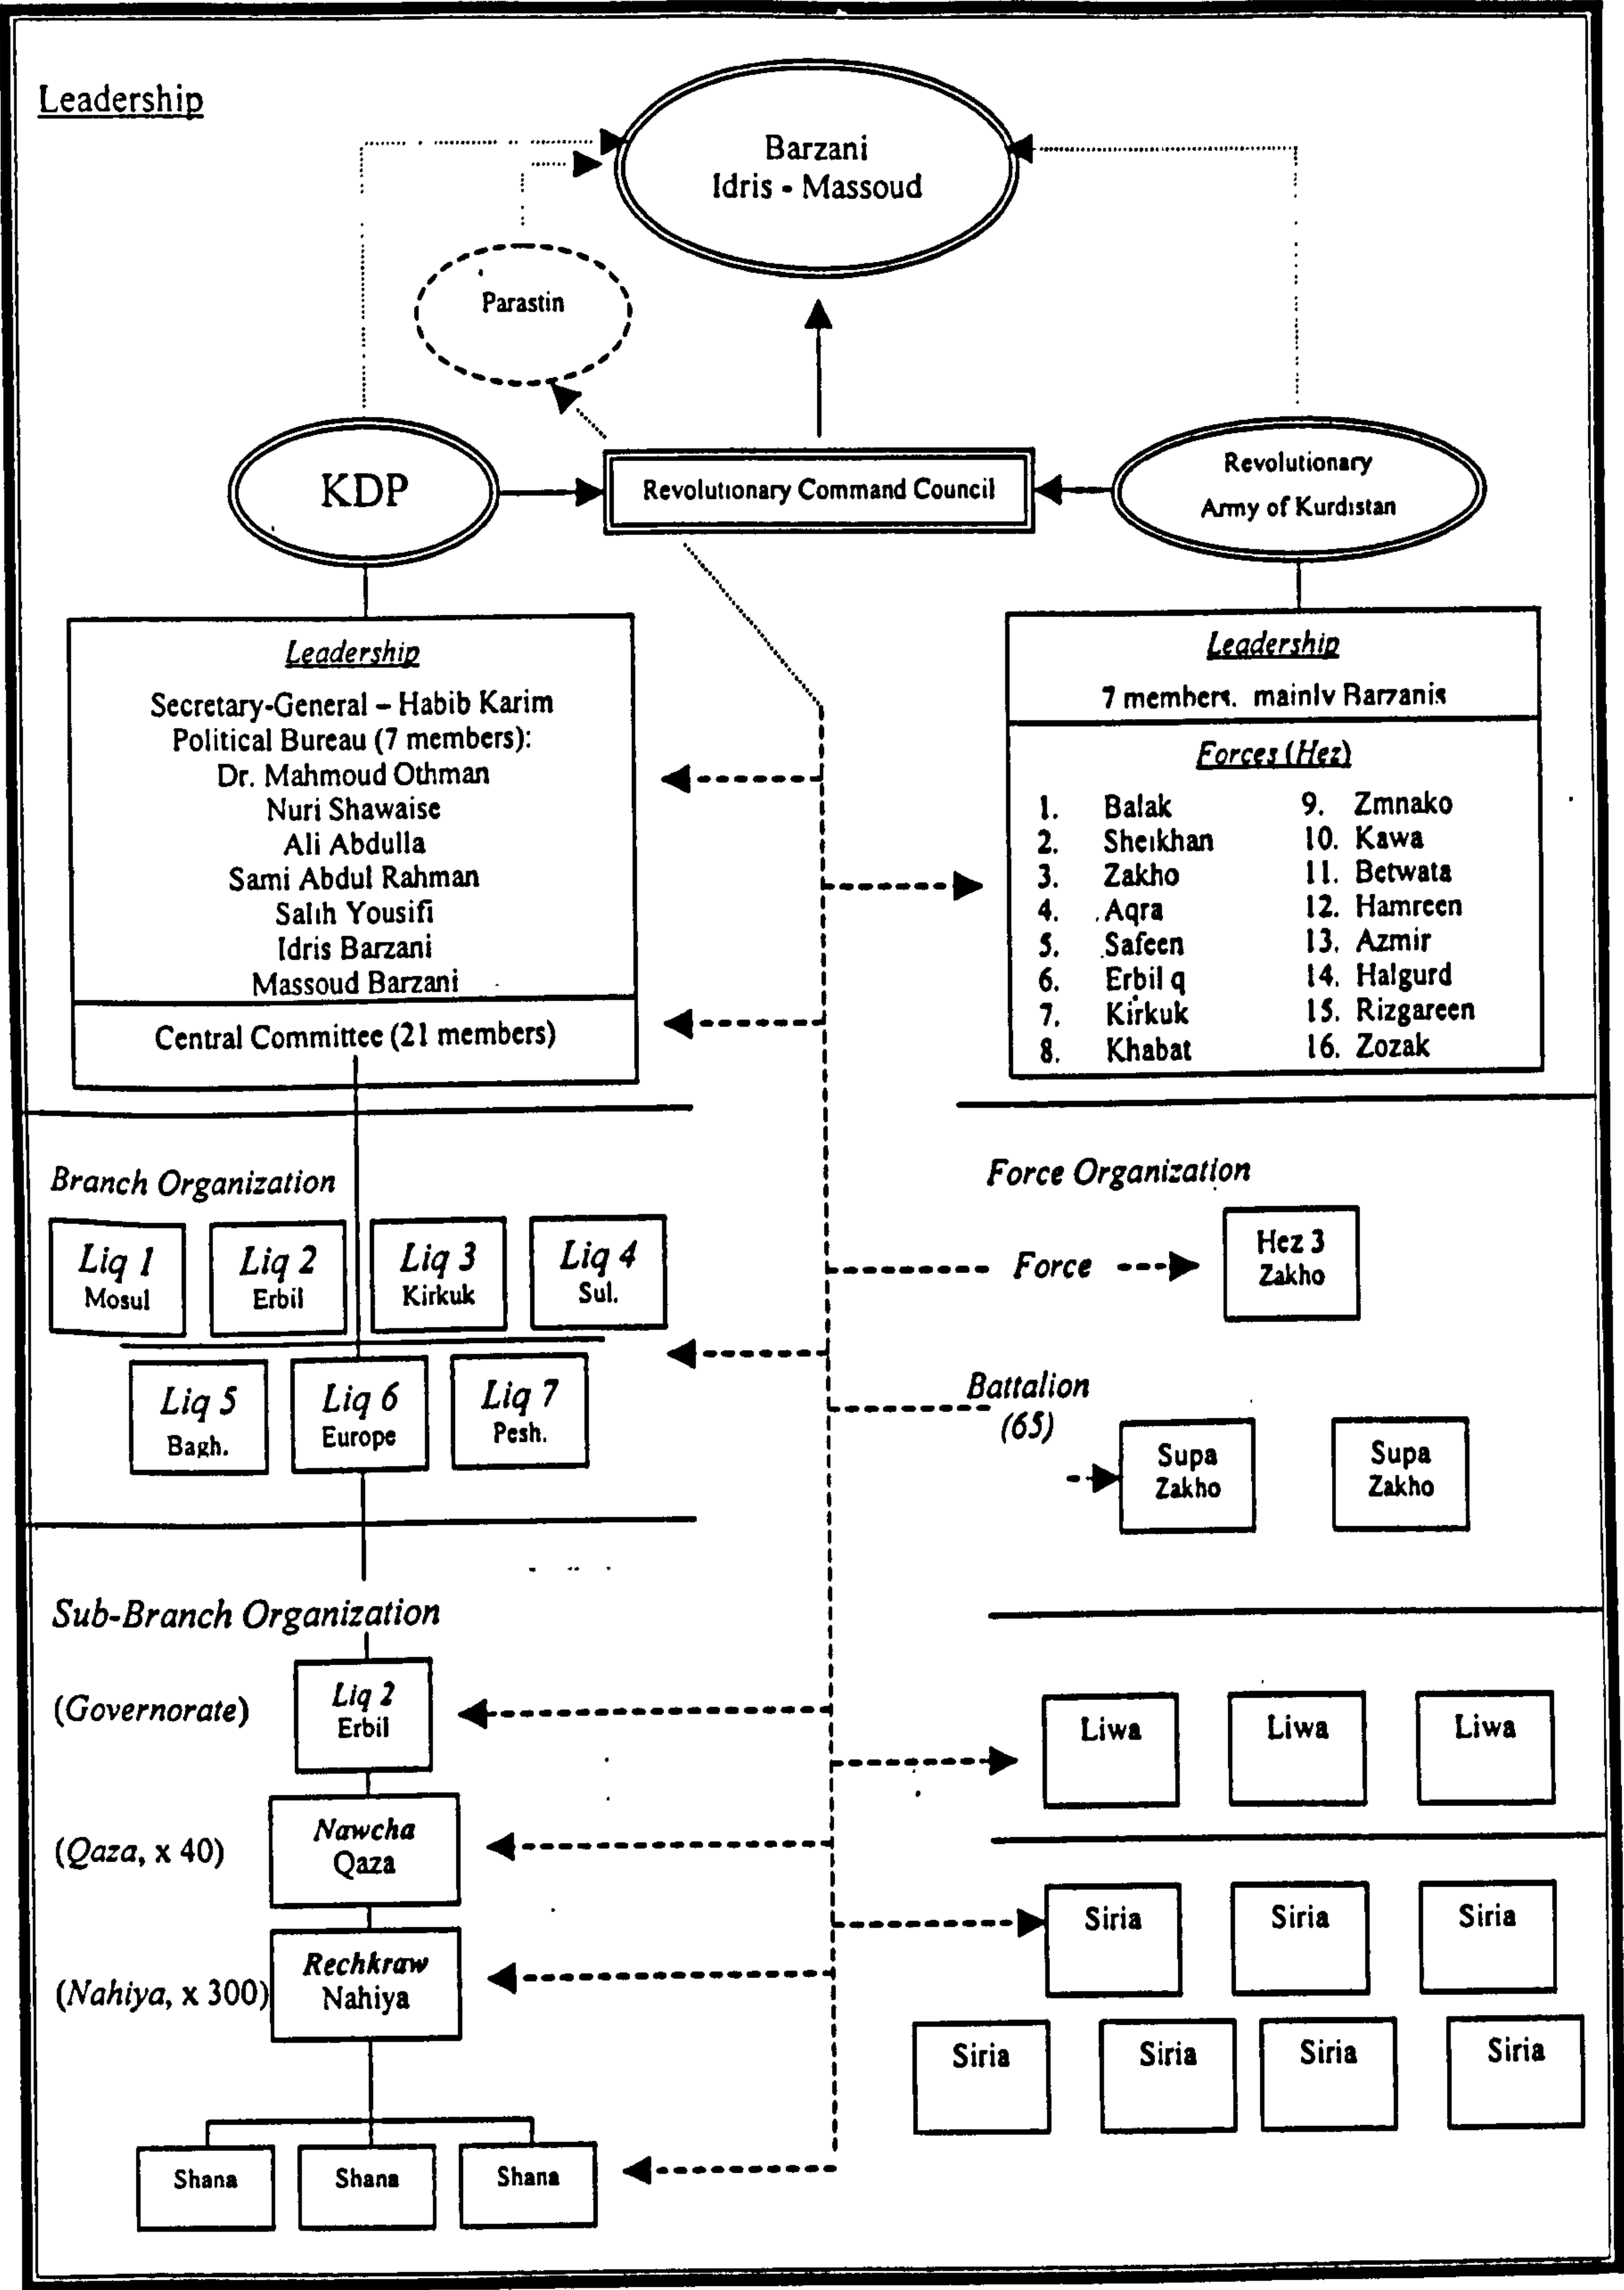 Leadership
Barzani
Idris - Massoud
Parastin
KDP
Revolutionary Command Council
Revolutionary
Army of Kurdistan
Leadership
Secretary-General – Habib Karim
Political Bureau (7 members):
Dr. Mahmoud Othman
Nuri Shawaise
Ali Abdulla
Sami Abdul Rahman
Salih Yousifi
Idris Barzani
Massoud Barzani
Central Committee (21 members)
Leadership
7 members, mainly Barzanis
Forces (Hez)
1. Balak
2. Sheikhan
3. Zakho
4. Aqra
5. Safeen
6. Erbil q
7. Kirkuk
8. Khabat
9. Zmnako
10. Kawa
11. Betwata
12. Hamreen
13. Azmir
14. Halgurd
15. Rizgareen
16. Zozak
Branch Organization
Liq 1
Mosul
Liq 2
Erbil
Liq 3
Kirkuk
Liq 4
Sul.
Liq 5
Bagh.
Liq 6
Europe
Liq 7
Pesh.
Force Organization
Force
Hez 3
Zakho
Battalion
(65)
Supa
Zakho
Supa
Zakho
Sub-Branch Organization
(Governorate)
Liq 2
Erbil
(Qaza, x 40)
Nawcha
Qaza
(Nahiya, x 300)
Rechkraw
Nahiya
Shana
Shana
Shana
Liwa
Liwa
Liwa
Siria
Siria
Siria
Siria
Siria
Siria
Siria